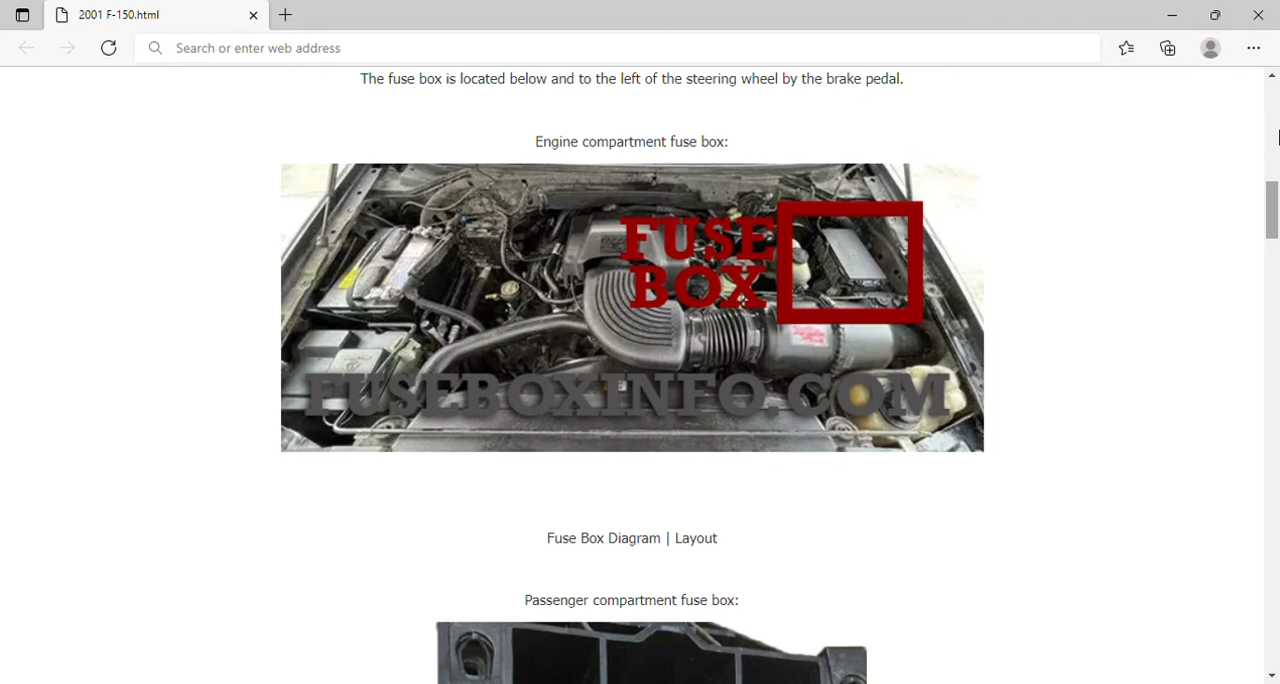 2001 F-150.html
Search or enter web address
The fuse box is located below and to the left of the steering wheel by the brake pedal.
Engine compartment fuse box:
FUSE
BOX
FUSEBOXINFO.COM
Fuse Box Diagram | Layout
Passenger compartment fuse box: